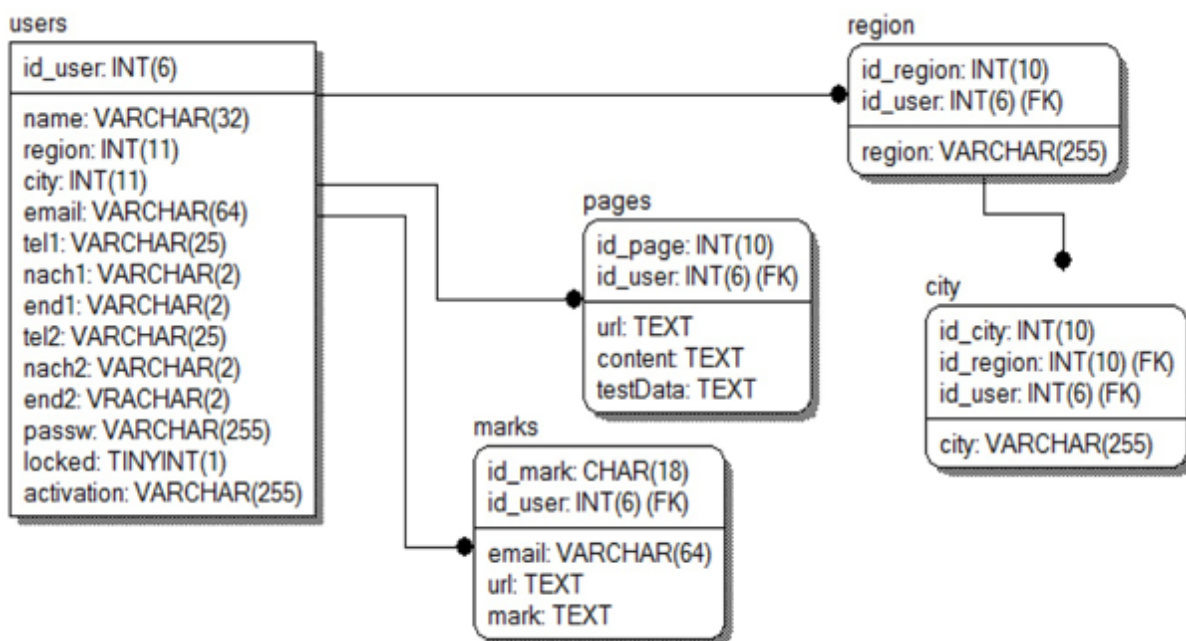 users
id_user: INT(6)
name: VARCHAR(32)
region: INT(11)
city: INT(11)
email: VARCHAR(64)
tel1: VARCHAR(25)
nach1: VARCHAR(2)
end1: VARCHAR(2)
tel2: VARCHAR(25)
nach2: VARCHAR(2)
end2: VRACHAR(2)
passw: VARCHAR(255)
locked: TINYINT(1)
activation: VARCHAR(255)
region
id_region: INT(10)
id_user: INT(6) (FK)
region: VARCHAR(255)
pages
id_page: INT(10)
id_user: INT(6) (FK)
url: TEXT
content: TEXT
testData: TEXT
city
id_city: INT(10)
id_region: INT(10) (FK)
id_user: INT(6) (FK)
city: VARCHAR(255)
marks
id_mark: CHAR(18)
id_user: INT(6) (FK)
email: VARCHAR(64)
url: TEXT
mark: TEXT